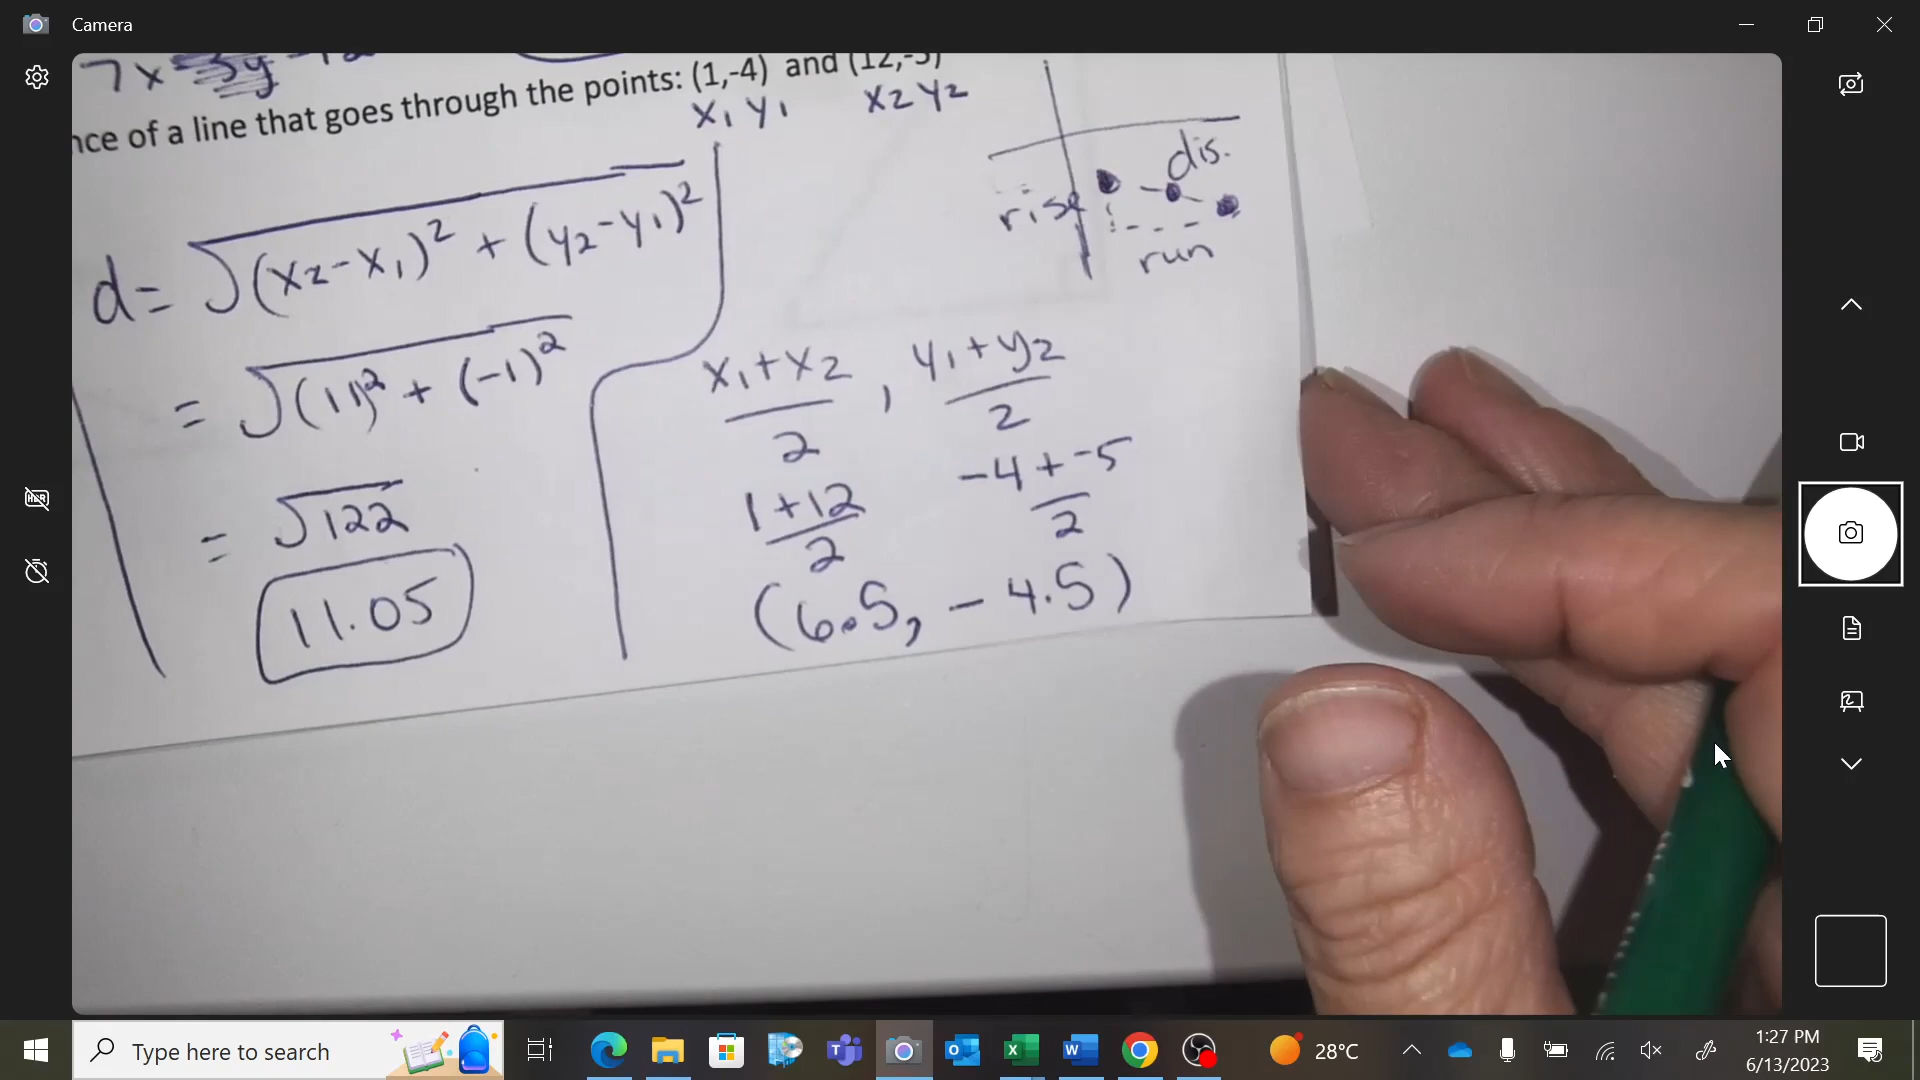 Camera
7x
nce of a line that goes through the points: (1,-4) and (12,-5)
x₁ y₁ x₂ y₂
d = √(x₂-x₁)² + (y₂-y₁)²
= √(11)² + (-1)²
= √122
11.05
dis.
rise
run
x₁+x₂/2 , y₁+y₂/2
1+12/2 -4+-5/2
(6.5, -4.5)
Type here to search
28°C
1:27 PM
6/13/2023